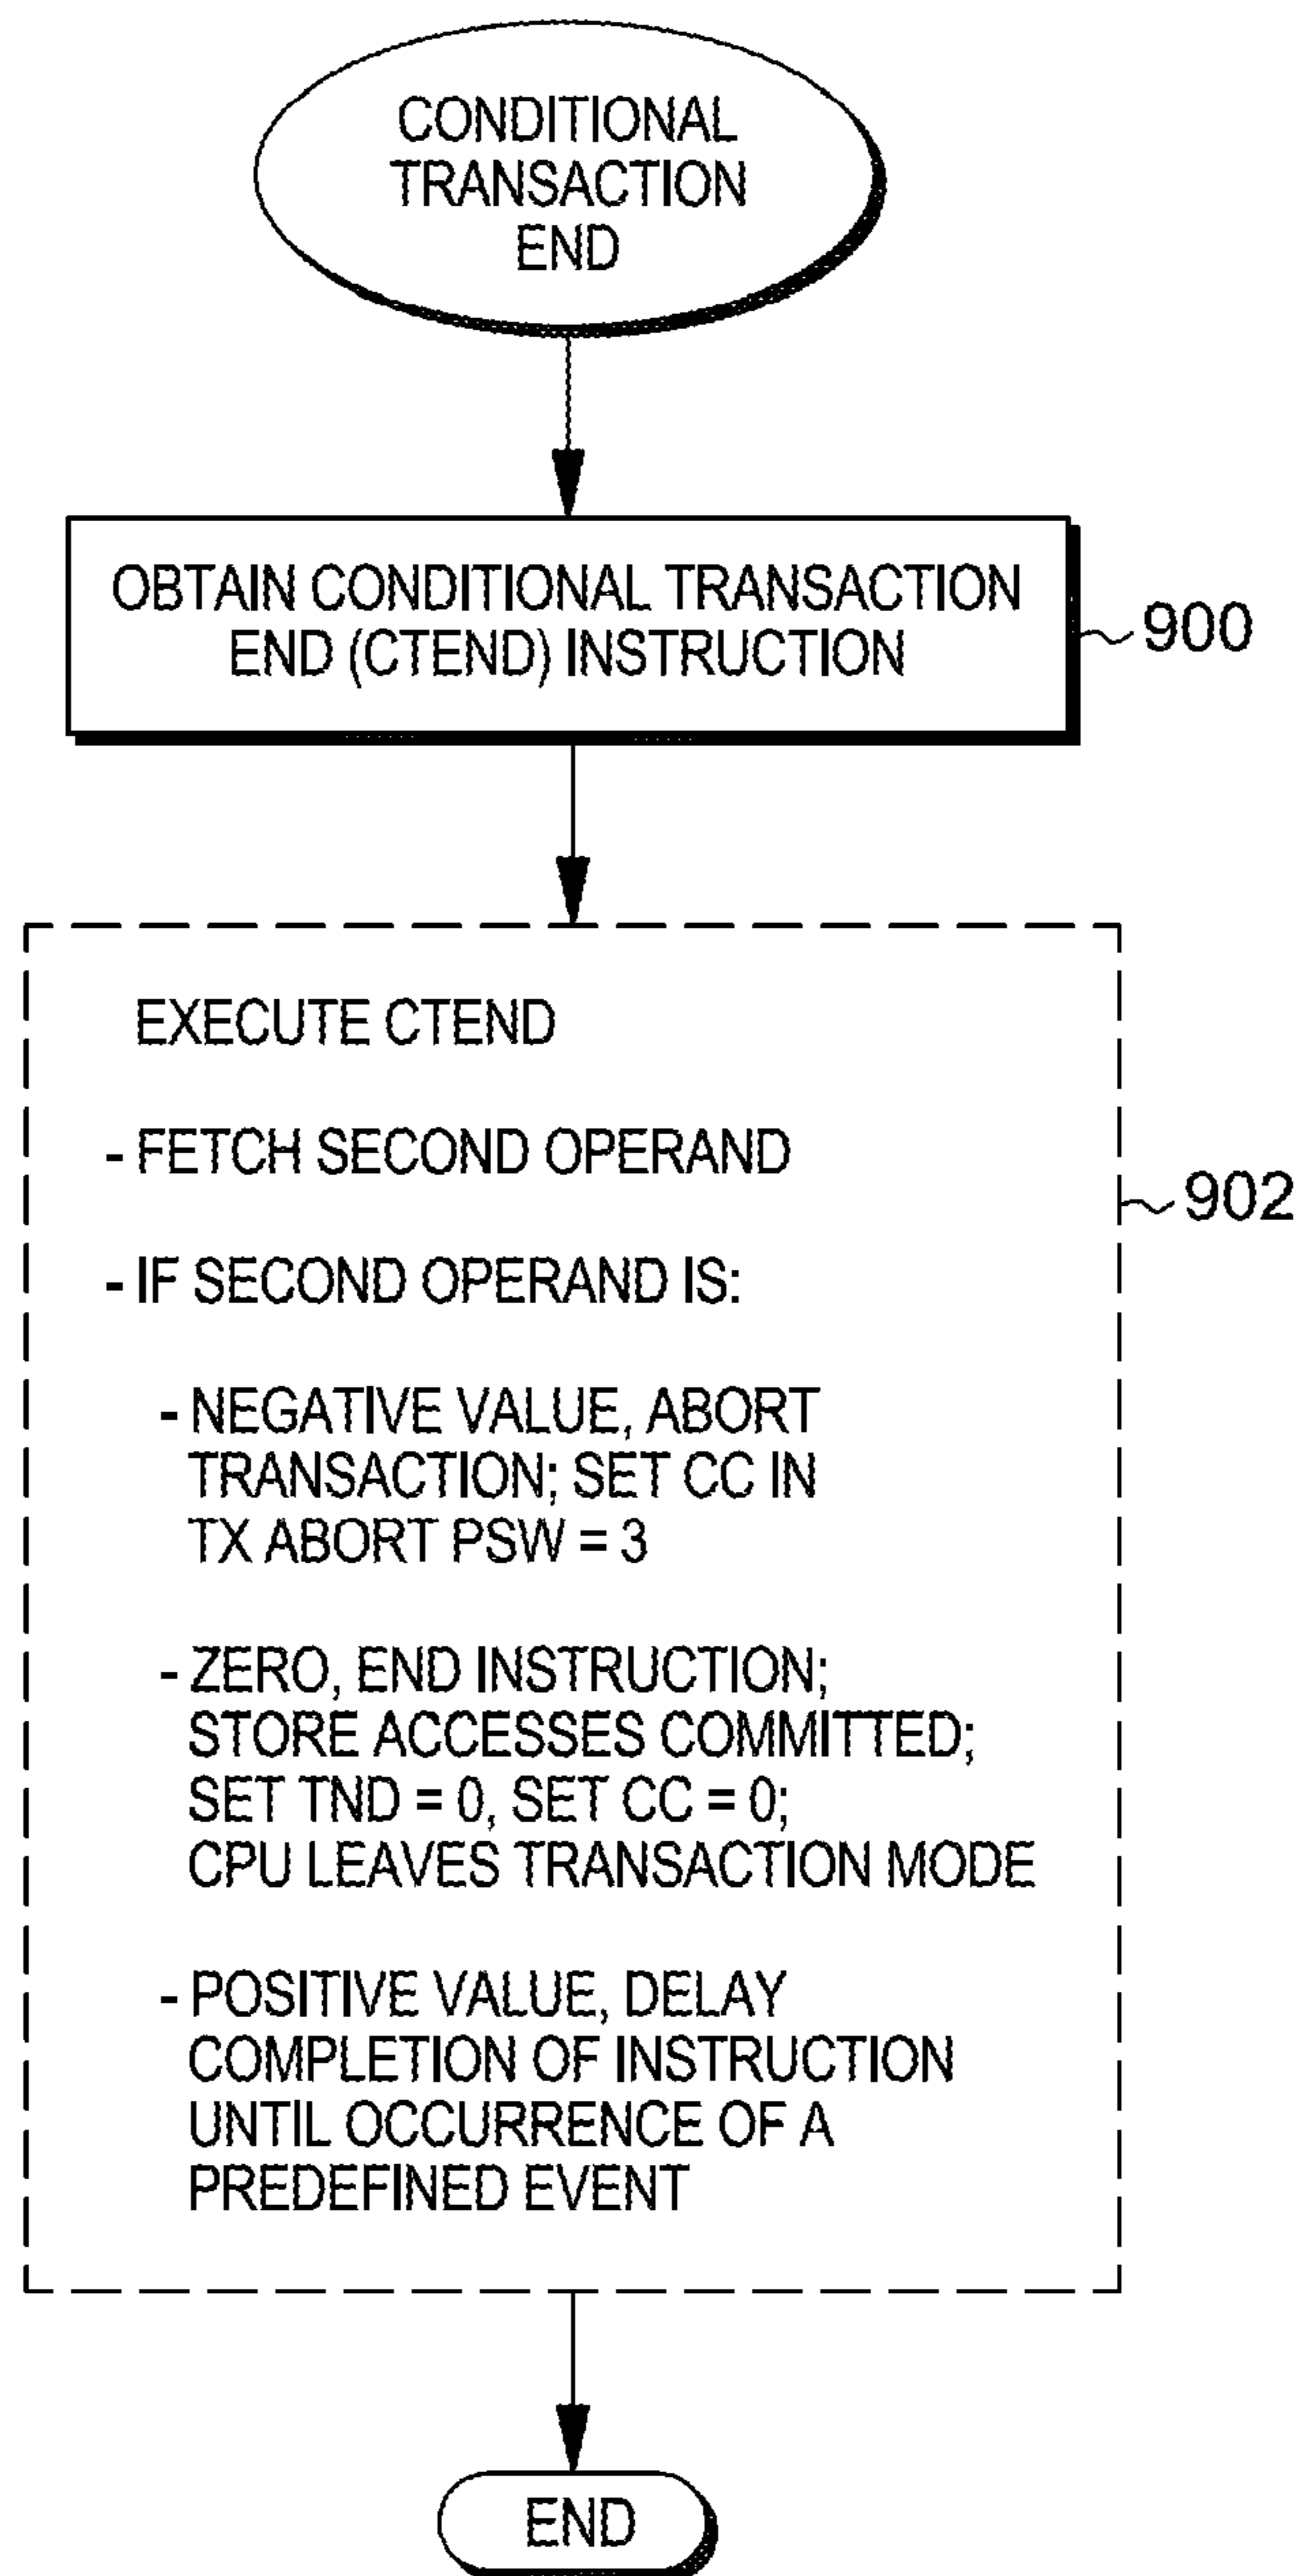 CONDITIONAL
TRANSACTION
END
OBTAIN CONDITIONAL TRANSACTION
END (CTEND) INSTRUCTION
900
EXECUTE CTEND
- FETCH SECOND OPERAND
902
- IF SECOND OPERAND IS:
- NEGATIVE VALUE, ABORT
TRANSACTION; SET CC IN
TX ABORT PSW = 3
- ZERO, END INSTRUCTION;
STORE ACCESSES COMMITTED;
SET TND = 0, SET CC = 0;
CPU LEAVES TRANSACTION MODE
- POSITIVE VALUE, DELAY
COMPLETION OF INSTRUCTION
UNTIL OCCURRENCE OF A
PREDEFINED EVENT
END